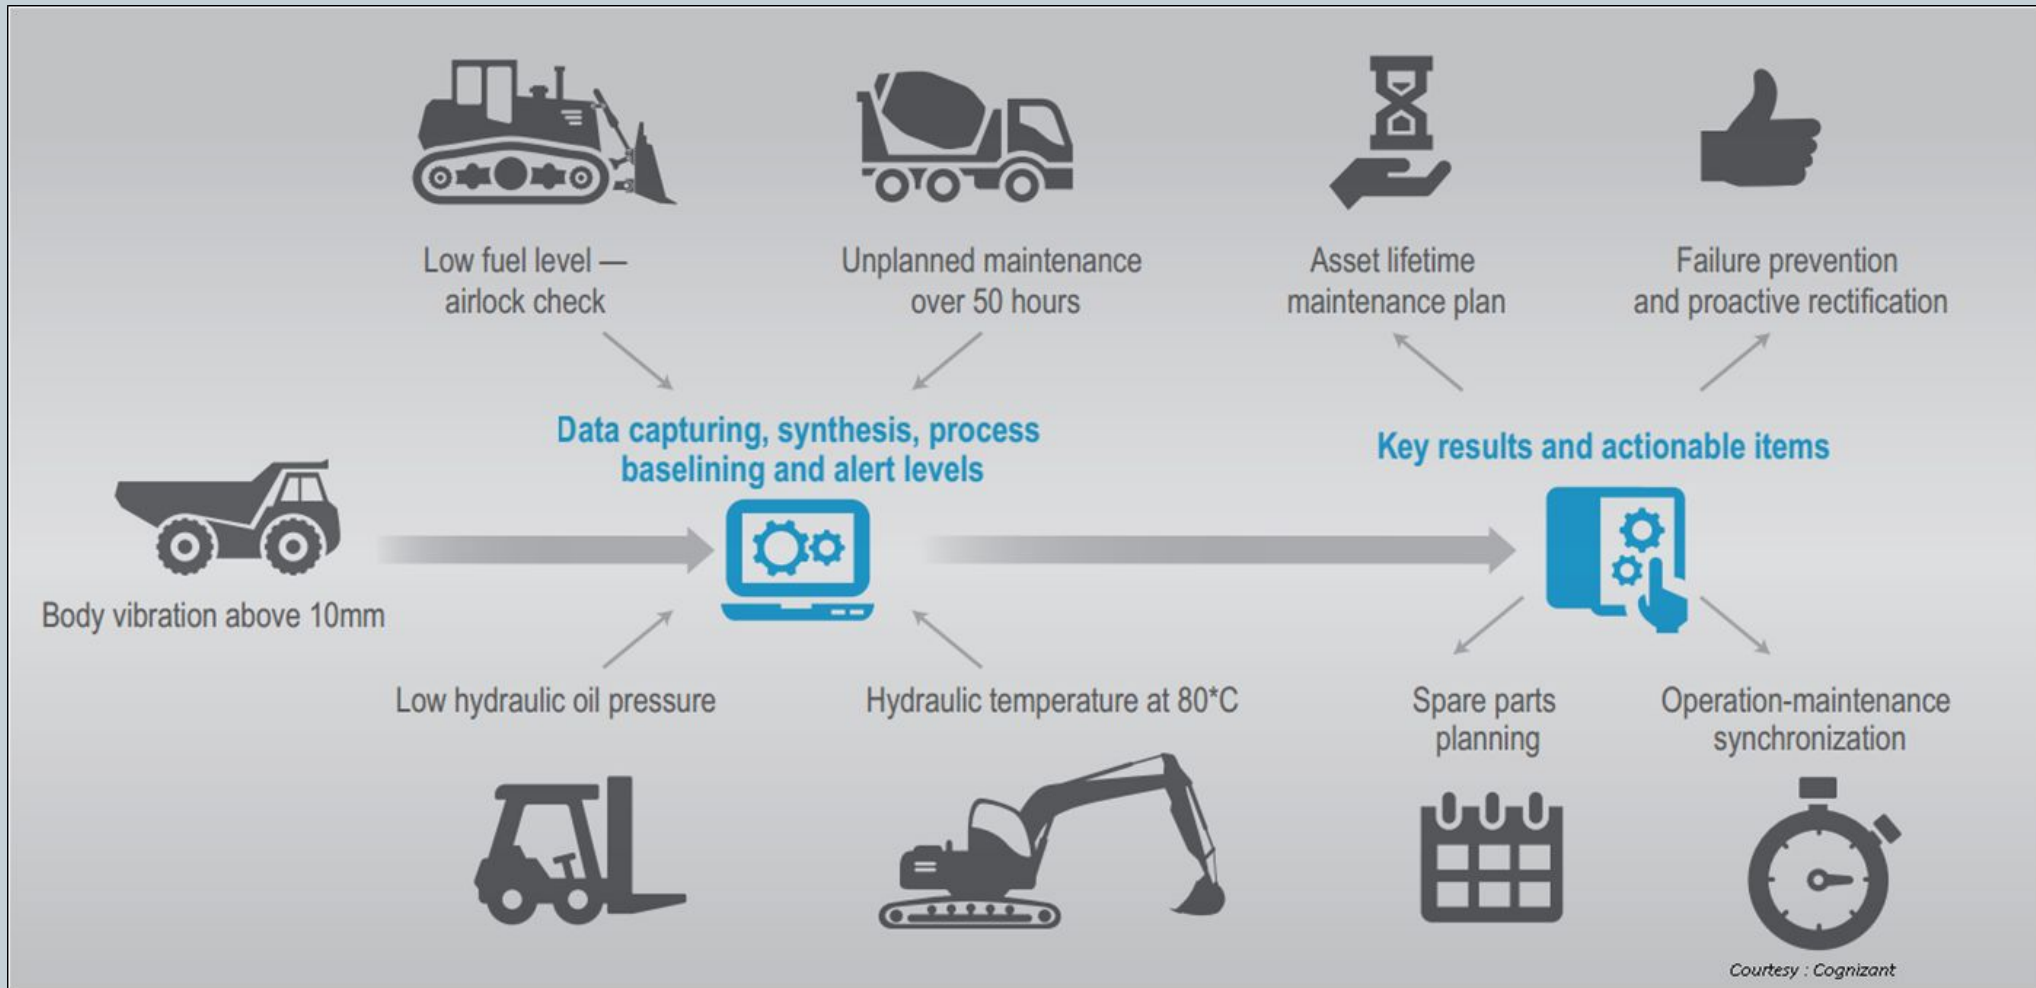 Low fuel level —
airlock check
Unplanned maintenance
over 50 hours
Asset lifetime
maintenance plan
Failure prevention
and proactive rectification
Data capturing, synthesis, process
baselining and alert levels
Key results and actionable items
Body vibration above 10mm
Low hydraulic oil pressure
Hydraulic temperature at 80*C
Spare parts
planning
Operation-maintenance
synchronization
Courtesy : Cognizant